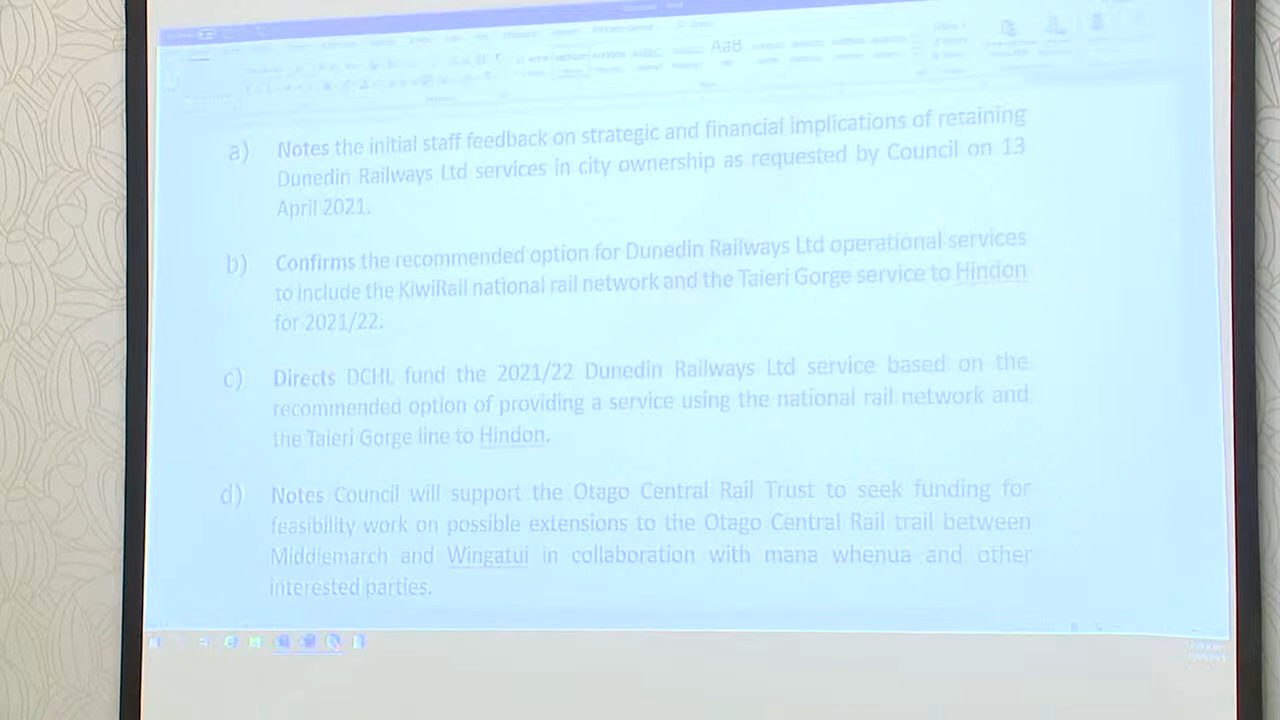 AaB
a) Notes the initial staff feedback on strategic and financial implications of retaining
Dunedin Railways Ltd services in city ownership as requested by Council on 13
April 2021.
b) Confirms the recommended option for Dunedin Railways Ltd operational services
to include the KiwiRail national rail network and the Taieri Gorge service to Hindon
for 2021/22.
c) Directs DCHL fund the 2021/22 Dunedin Railways Ltd service based on the
recommended option of providing a service using the national rail network and
the Taieri Gorge line to Hindon.
d) Notes Council will support the Otago Central Rail Trust to seek funding for
feasibility work on possible extensions to the Otago Central Rail trail between
Middlemarch and Wingatui in collaboration with mana whenua and other
interested parties.